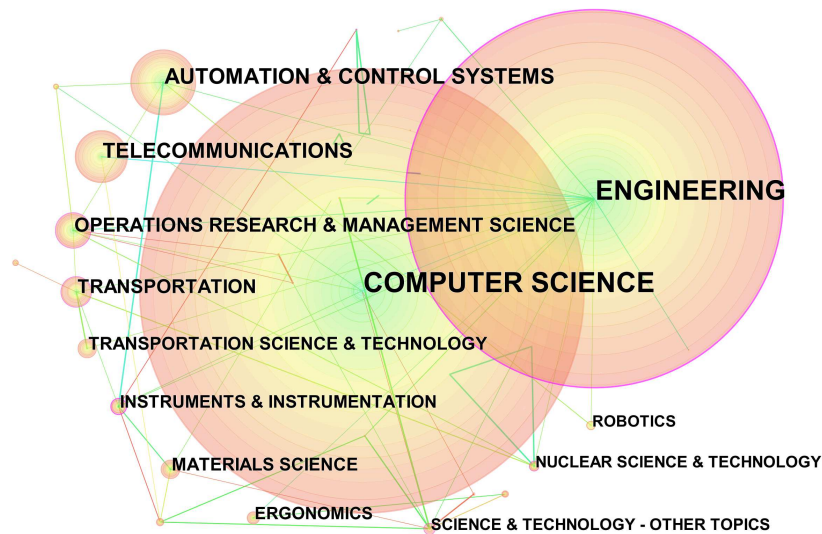 AUTOMATION & CONTROL SYSTEMS
TELECOMMUNICATIONS
ENGINEERING
OPERATIONS RESEARCH & MANAGEMENT SCIENCE
COMPUTER SCIENCE
TRANSPORTATION
TRANSPORTATION SCIENCE & TECHNOLOGY
INSTRUMENTS & INSTRUMENTATION
ROBOTICS
MATERIALS SCIENCE
NUCLEAR SCIENCE & TECHNOLOGY
ERGONOMICS
SCIENCE & TECHNOLOGY - OTHER TOPICS